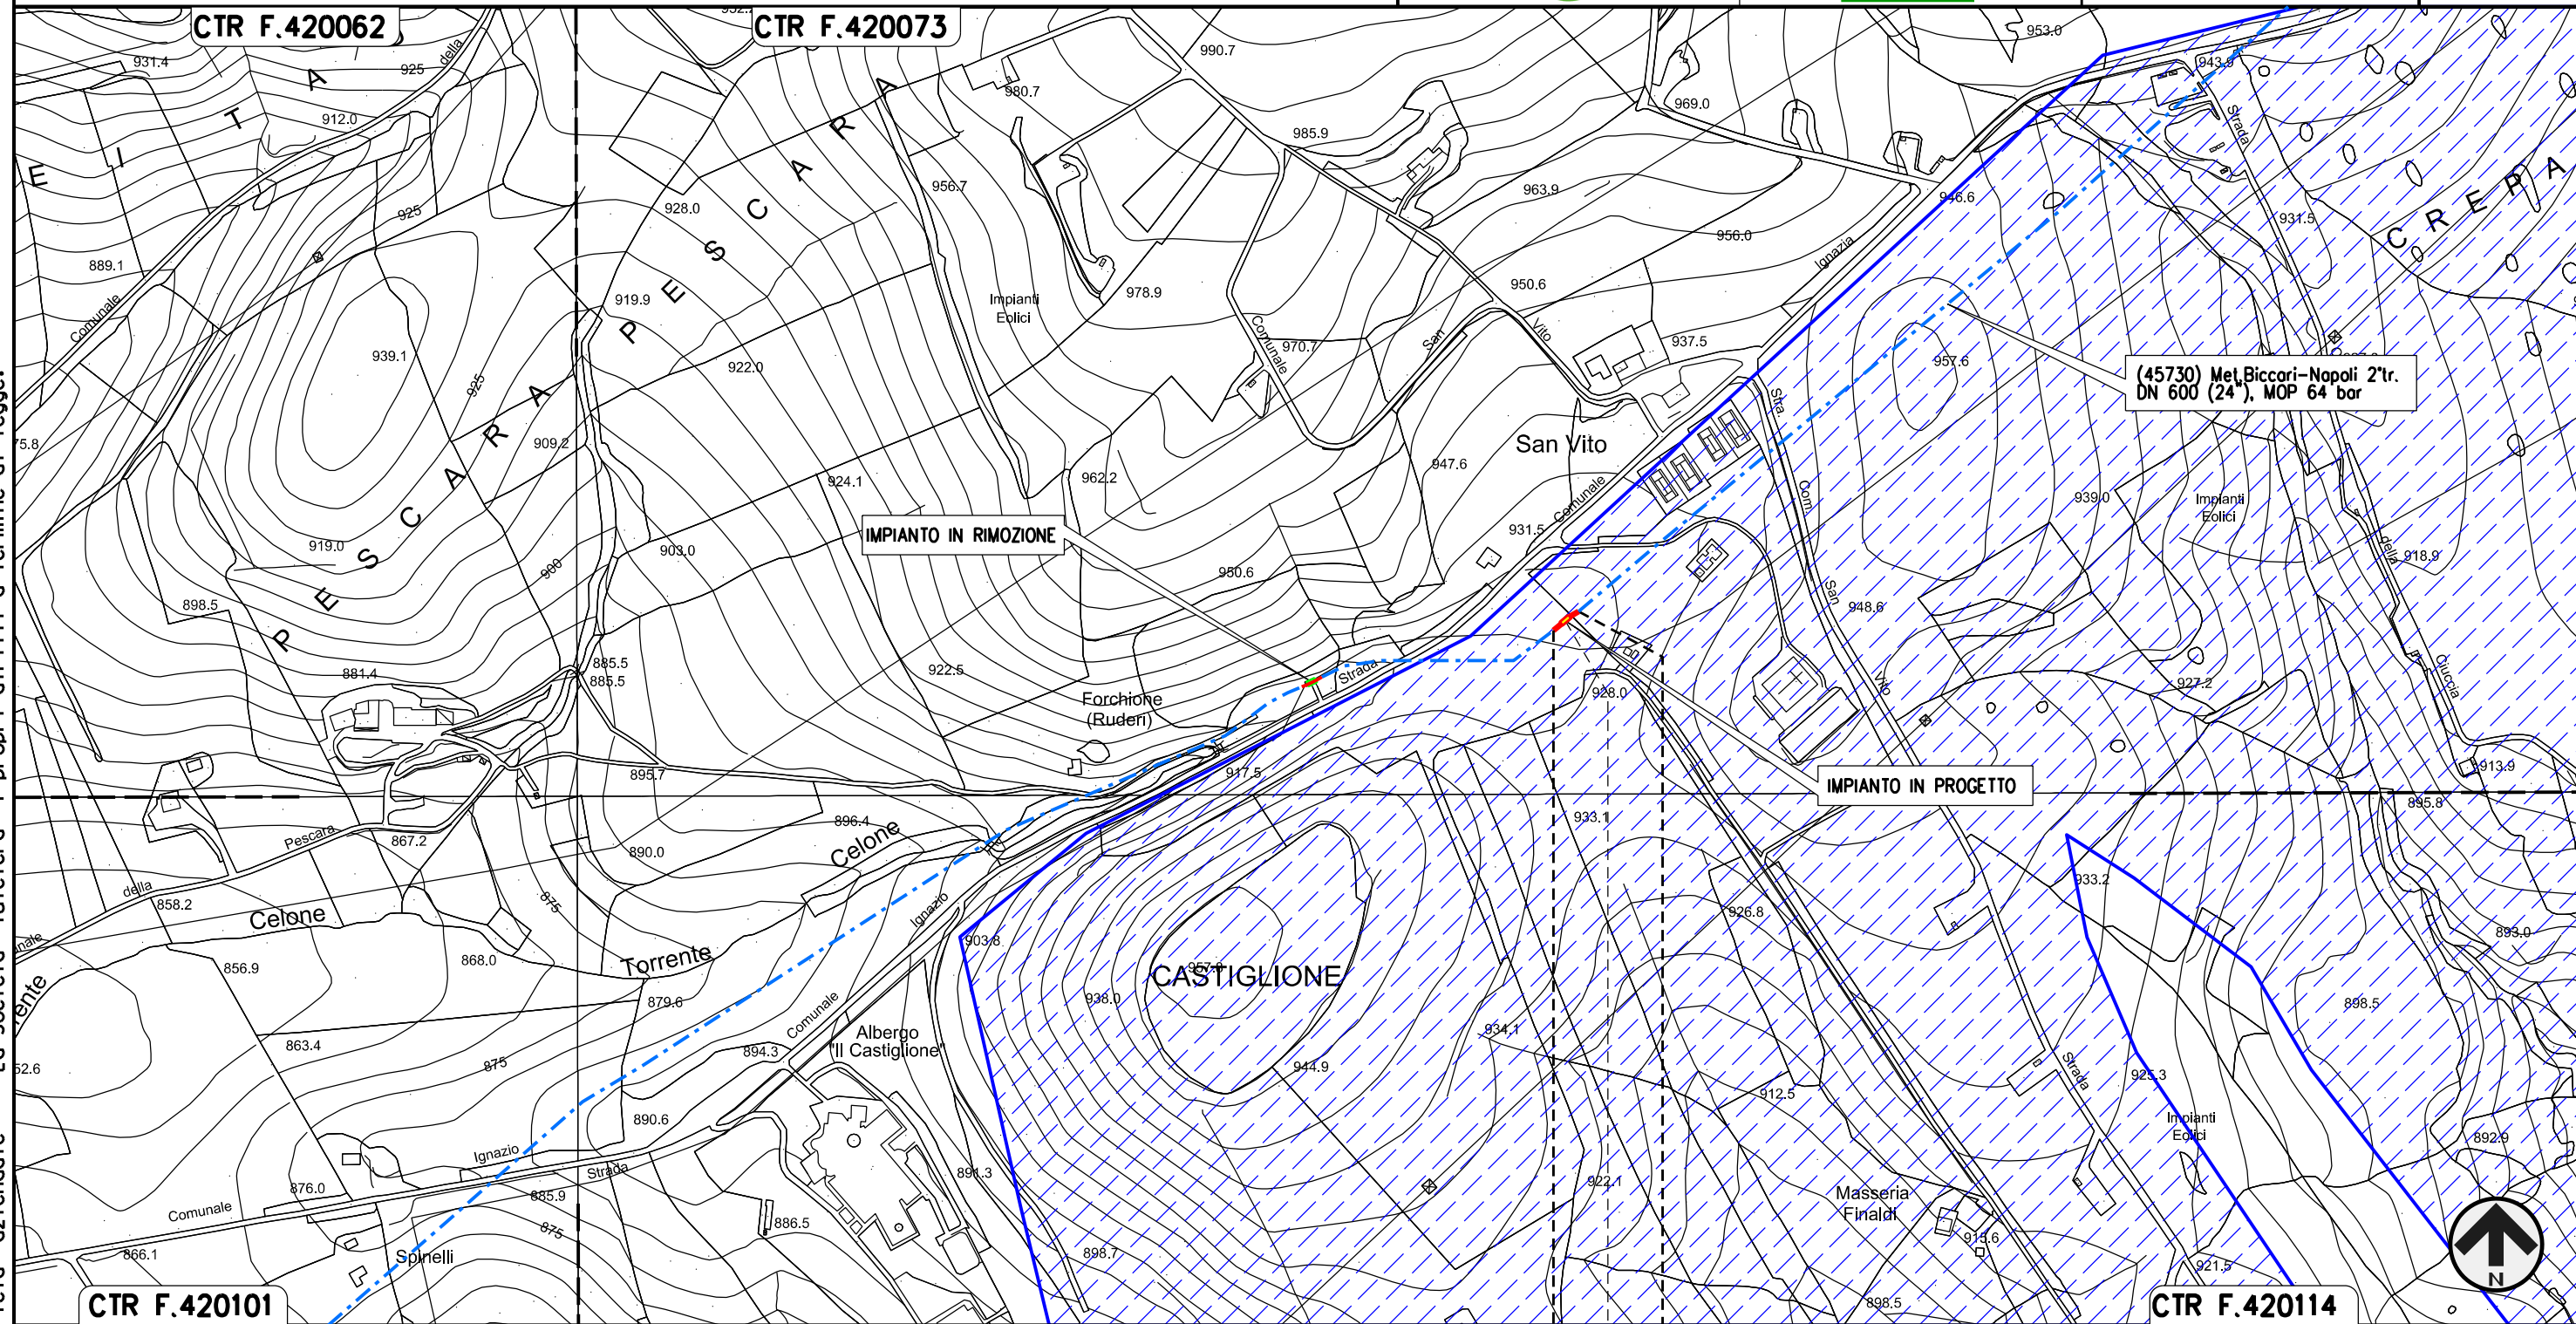 CTR F.420062
CTR F.420073
931.4
925
della
912.0
E I T A
990.7
980.7
985.9
969.0
953.0
943.9
Strada
956.7
963.9
956.0
946.6
931.5
C R E P A
925
928.0
P E S C A R A
889.1
Comunale
919.9
Impianti
Eolici
978.9
950.6
Ignazia
Comunale
970.7
San
Vito
937.5
957.6
939.1
925
922.0
(45730) Met.Biccari-Napoli 2°tr.
DN 600 (24"), MOP 64 bar
Stra.
909.2
San Vito
947.6
962.2
924.1
Comunale
931.5
Com.
939.0
Impianti
Eolici
della
918.9
IMPIANTO IN RIMOZIONE
P E S C A R A
919.0
903.0
900
950.6
San
948.6
898.5
881.4
885.5
885.5
922.5
Forchione
(Ruderi)
Strada
928.0
Vito
927.2
Ciuccia
895.7
917.5
IMPIANTO IN PROGETTO
913.9
895.8
Pescara
867.2
890.0
896.4
Celone
933.1
della
858.2
Celone
875
Ignazio
903.8
926.8
933.2
893.0
856.9
868.0
Torrente
879.6
CASTIGLIONE
938.0
898.5
863.4
875
894.3
Comunale
Albergo
"Il Castiglione"
934.1
944.9
Strada
925.3
912.5
890.6
Impianti
Eolici
892.9
Ignazio
Strada
891.3
876.0
885.9
922.1
Masseria
Finaldi
Comunale
875
886.5
866.1
Spinelli
898.7
915.6
921.5
N
CTR F.420101
898.5
CTR F.420114